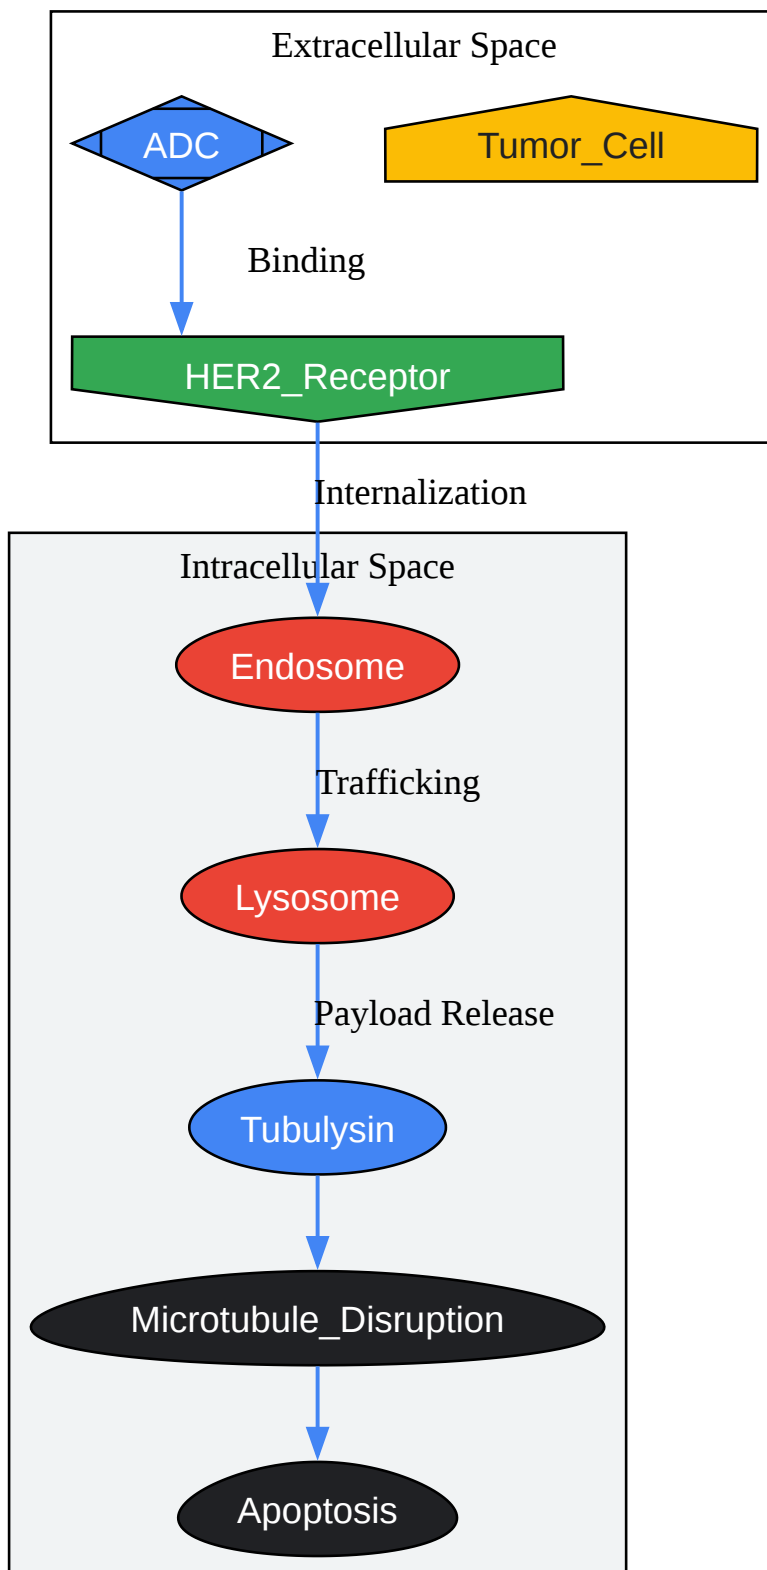 Extracellular Space
ADC
Tumor_Cell
Binding
HER2_Receptor
Internalization
Intracellular Space
Endosome
Trafficking
Lysosome
Payload Release
Tubulysin
Microtubule_Disruption
Apoptosis